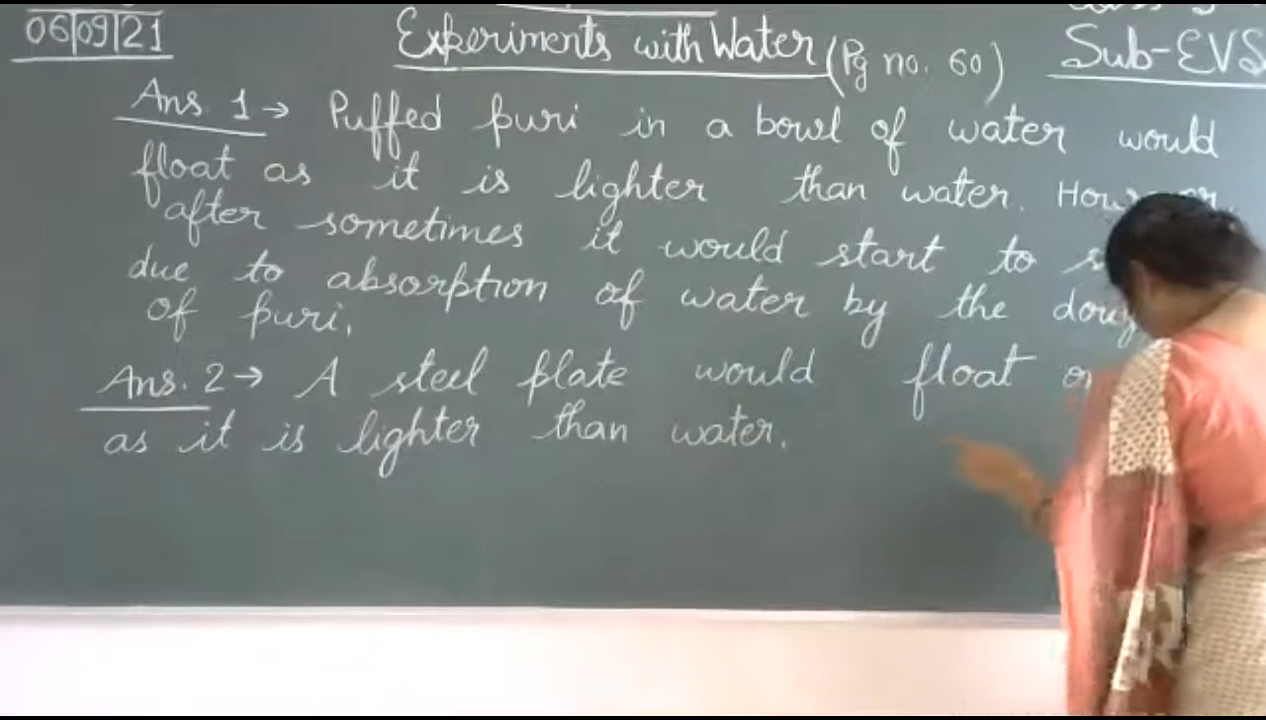 06|09|21
Experiments with Water (Pg no. 60)
Sub-EVS
Ans. 1→ Puffed puri in a bowl of water would
float as it is lighter than water.
after sometimes it would start to
due to absorption of water by the
of puri.
Ans. 2→ A steel plate would float
as it is lighter than water.